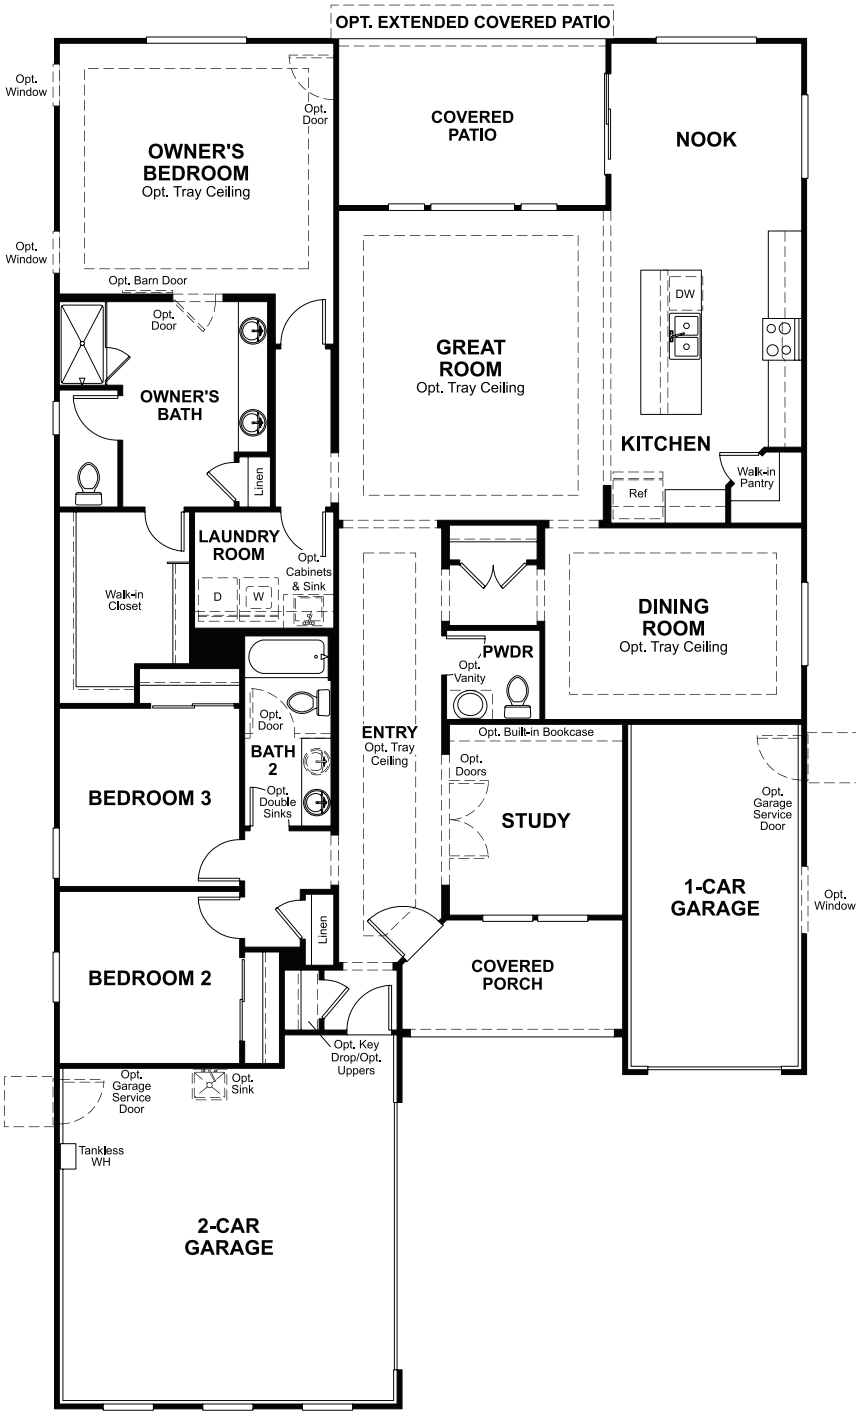 OPT. EXTENDED COVERED PATIO
Opt.
Window
Opt.
Door
COVERED
PATIO
NOOK
OWNER'S
BEDROOM
Opt. Tray Ceiling
Opt.
Window
Opt. Barn Door
Opt.
Door
DW
GREAT
ROOM
Opt. Tray Ceiling
OWNER'S
BATH
KITCHEN
Linen
Walk-in
Pantry
Ref
LAUNDRY
ROOM
Opt.
Cabinets
& Sink
D
W
Walk-in
Closet
DINING
ROOM
Opt. Tray Ceiling
PWDR
Opt.
Vanity
Opt.
Door
BATH
2
Opt.
Double
Sinks
ENTRY
Opt. Tray
Ceiling
Opt. Built-in Bookcase
Opt.
Doors
STUDY
Opt.
Garage
Service
Door
BEDROOM 3
1-CAR
GARAGE
Opt.
Window
Linen
BEDROOM 2
COVERED
PORCH
Opt. Key
Drop/Opt.
Uppers
Opt.
Garage
Service
Door
Opt.
Sink
Tankless
WH
2-CAR
GARAGE